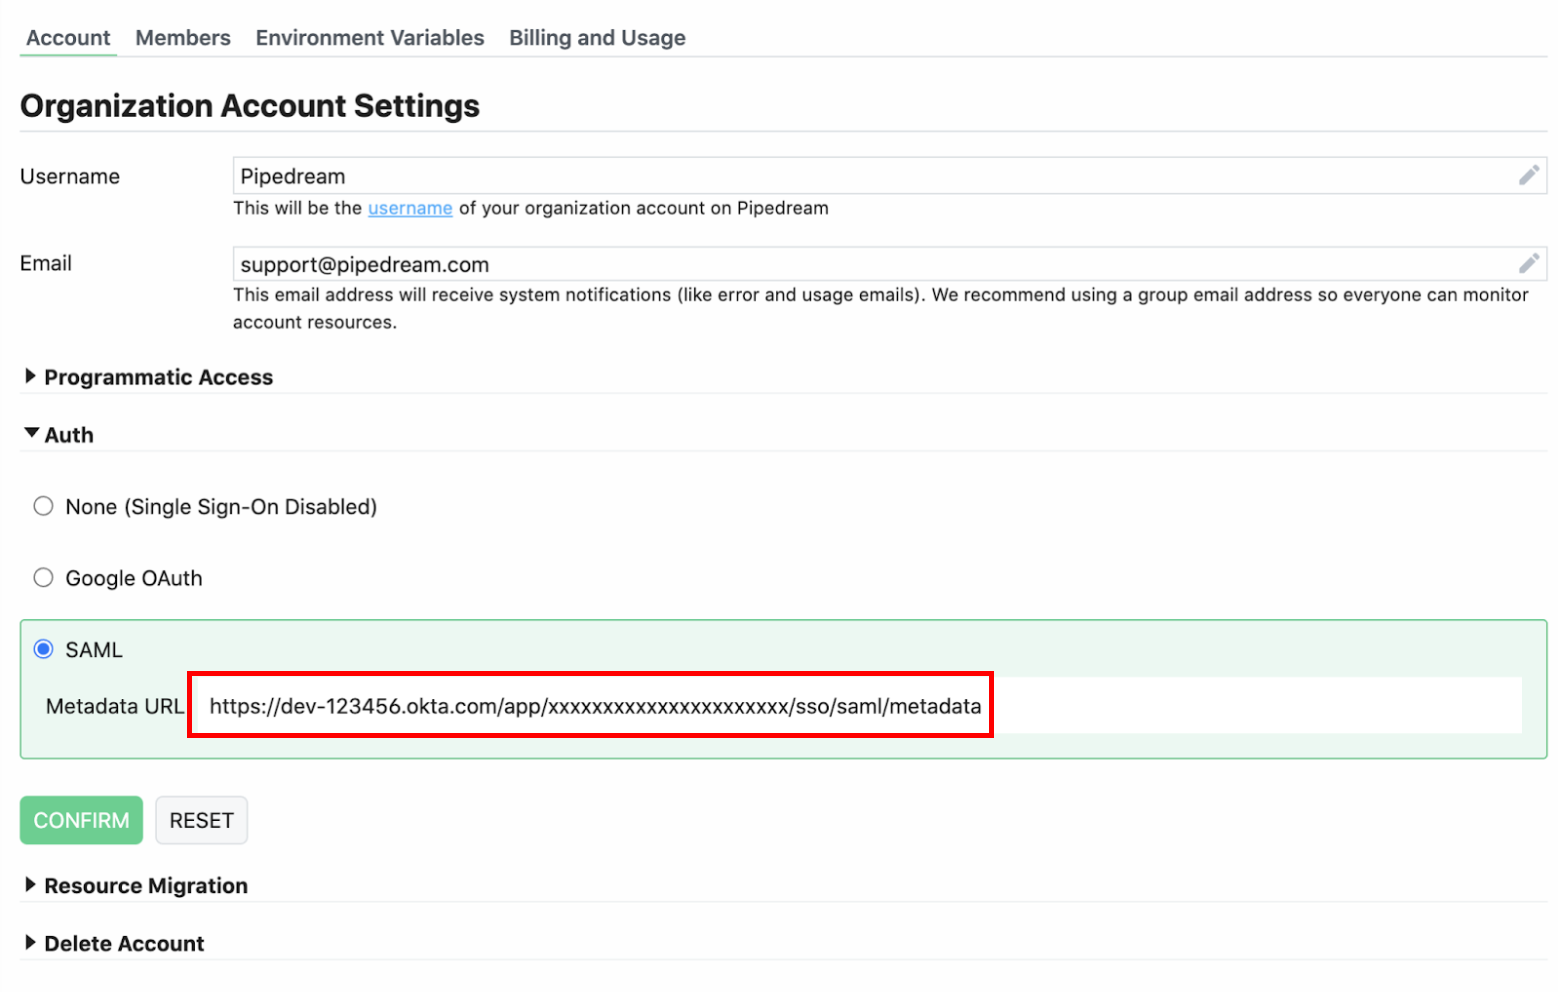 Account Members Environment Variables Billing and Usage
Organization Account Settings
Username
Pipedream
This will be the username of your organization account on Pipedream
Email
support@pipedream.com
This email address will receive system notifications (like error and usage emails). We recommend using a group email address so everyone can monitor
account resources.
Programmatic Access
Auth
None (Single Sign-On Disabled)
Google OAuth
SAML
Metadata URL https://dev-123456.okta.com/app/xxxxxxxxxxxxxxxxxxxxxx/sso/saml/metadata
CONFIRM RESET
Resource Migration
Delete Account